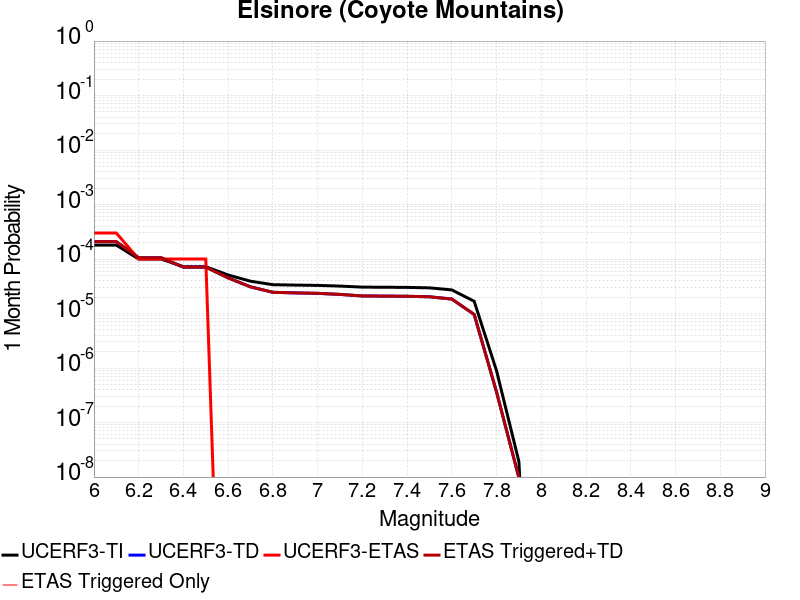 Elsinore (Coyote Mountains)
10^0
10^-1
10^-2
10^-3
10^-4
10^-5
10^-6
10^-7
10^-8
1 Month Probability
6 6.2 6.4 6.6 6.8 7 7.2 7.4 7.6 7.8 8 8.2 8.4 8.6 8.8 9
Magnitude
UCERF3-TI UCERF3-TD UCERF3-ETAS ETAS Triggered+TD
ETAS Triggered Only